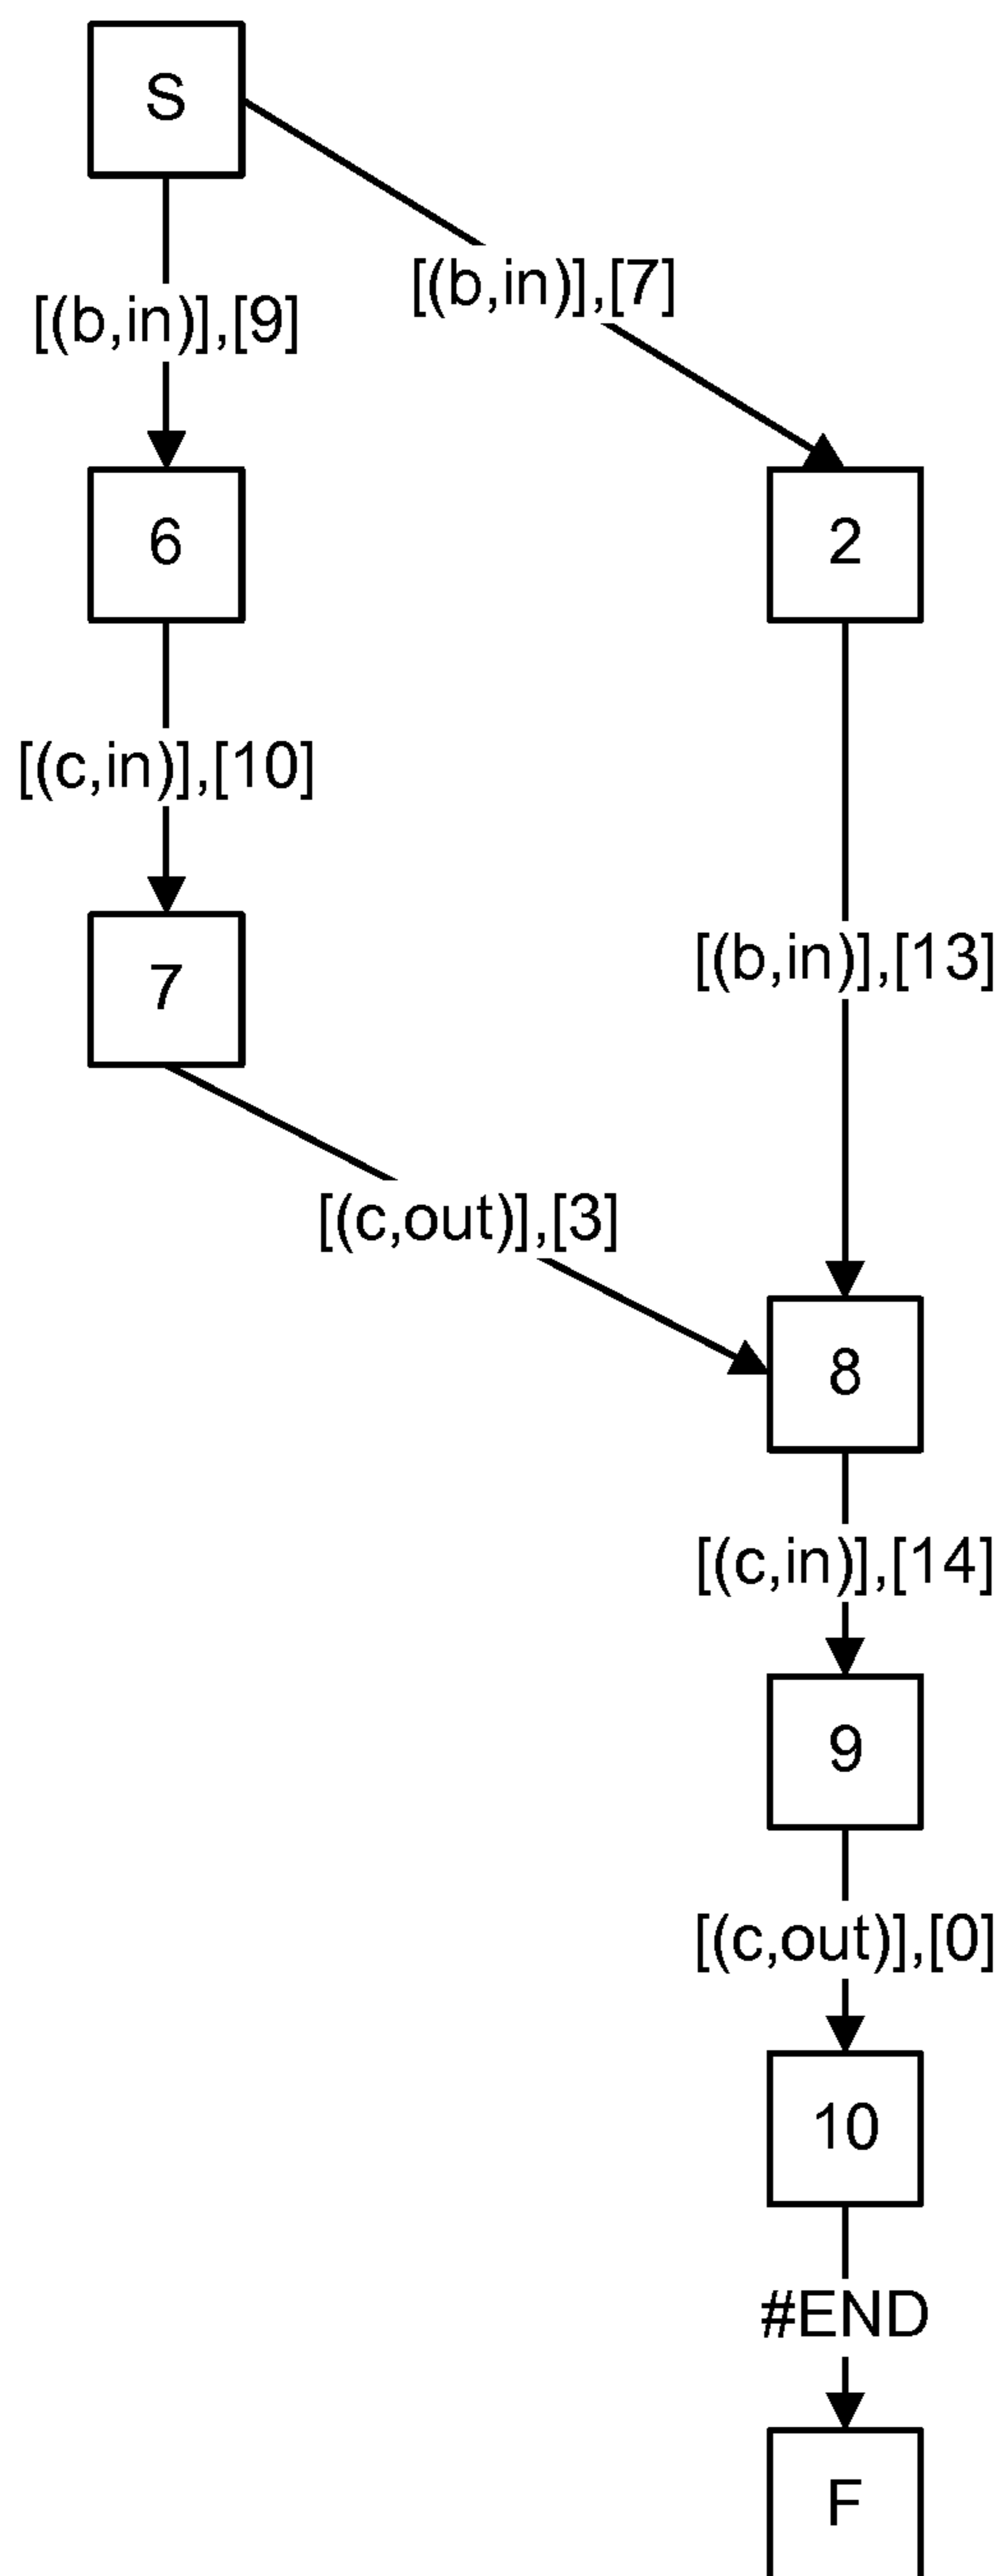 S
[(b,in)],[7]
[(b,in)],[9]
6
2
[(c,in)],[10]
[(b,in)],[13]
7
[(c,out)],[3]
8
[(c,in)],[14]
9
[(c,out)],[0]
10
#END
F